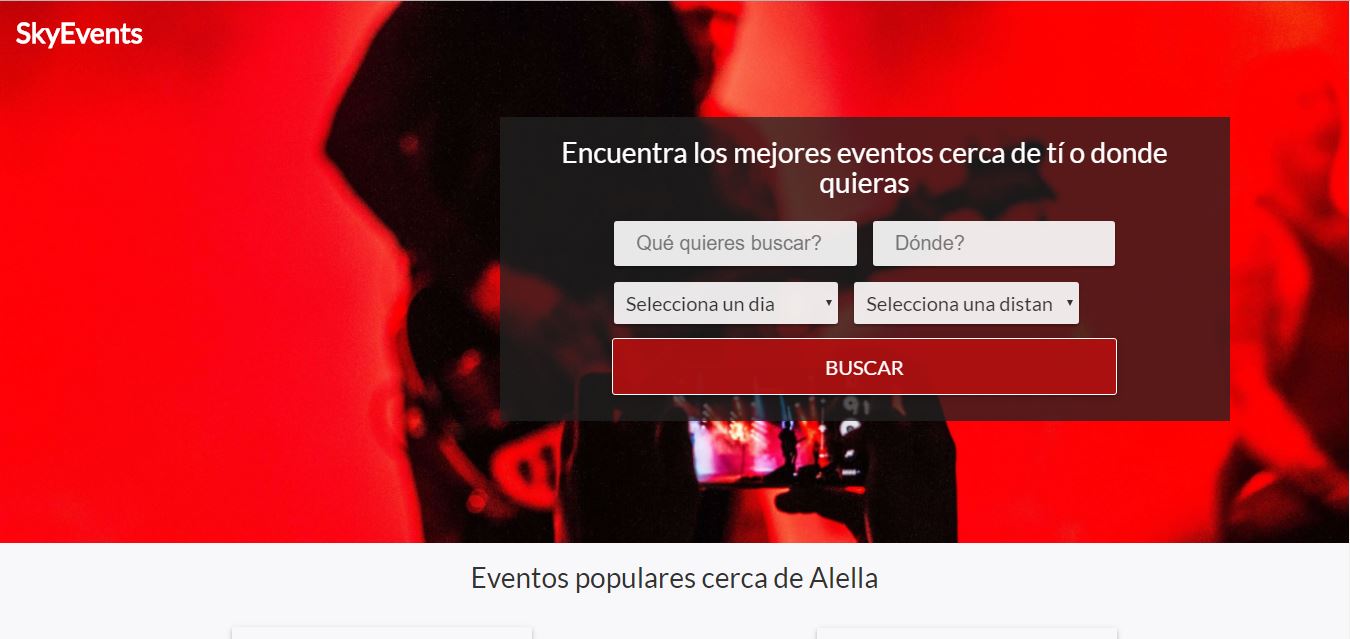 SkyEvents
Encuentra los mejores eventos cerca de tí o donde
quieras
Qué quieres buscar?
Dónde?
Selecciona un dia
Selecciona una distan
BUSCAR
Eventos populares cerca de Alella